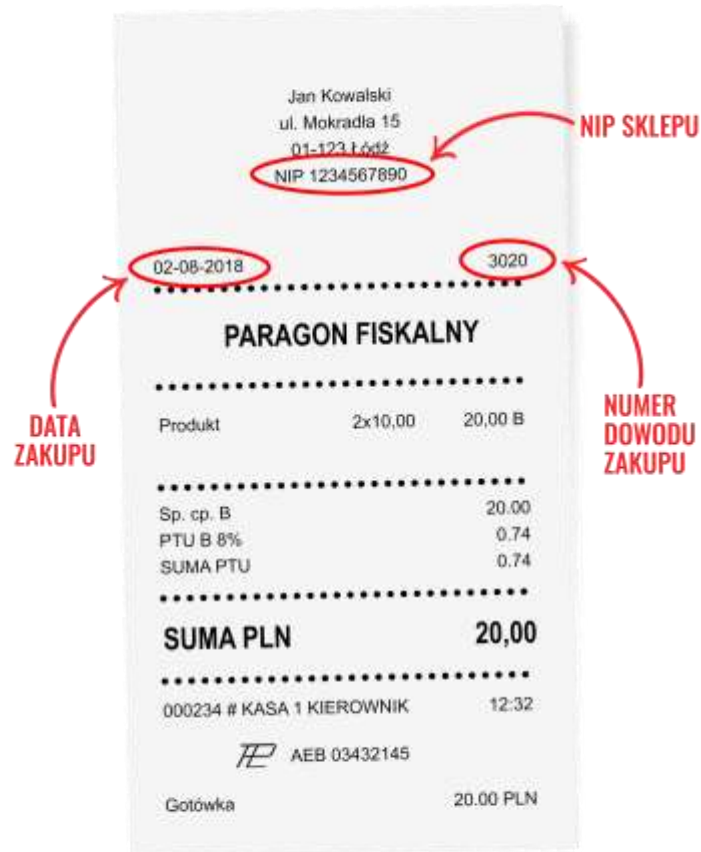 Jan Kowalski
ul. Mokradła 15
01-123 Łódź
NIP 1234567890
NIP SKLEPU
02-08-2018 3020
PARAGON FISKALNY
DATA
ZAKUPU
NUMER
DOWODU
ZAKUPU
Produkt 2x10,00 20,00 B
Sp. cp. B 20.00
PTU B 8% 0.74
SUMA PTU 0.74
SUMA PLN 20,00
000234 # KASA 1 KIEROWNIK 12:32
AEB 03432145
Gotówka 20.00 PLN